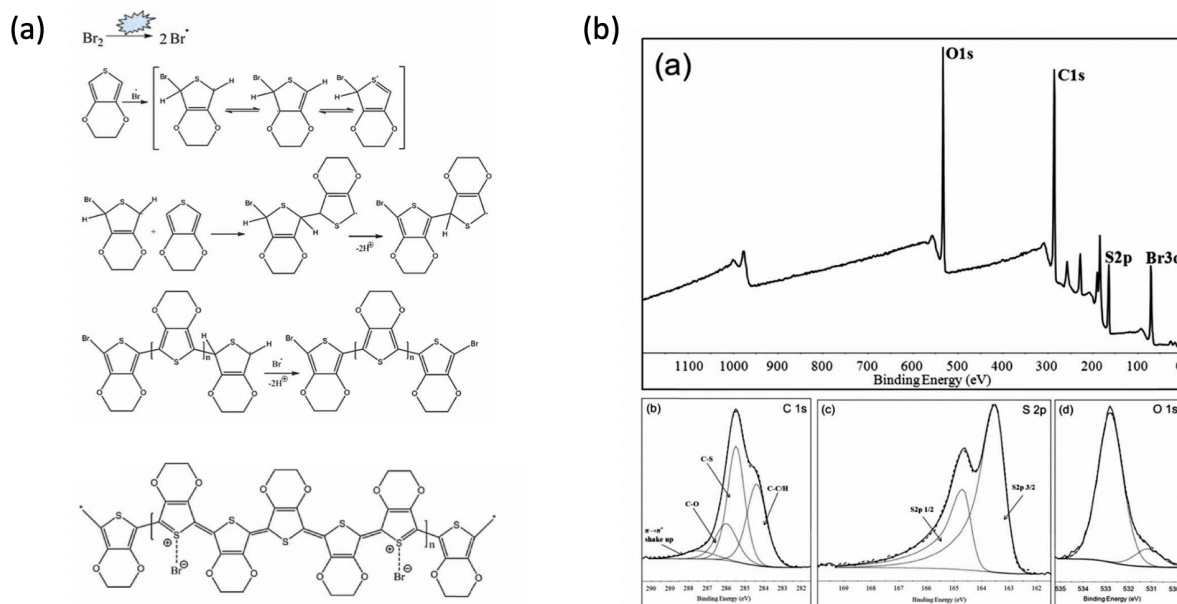 (a)
Br2 2 Br•
S
O O
•Br
Br S H
H
O O
Br S H
H
O O
Br S•
H
O O
O O
Br S H
H
O O
+
S
O O
Br S S
H H
O O
-2H⊕
O O
Br S S
H
O O
O O
Br S S n H S H
O O
Br•
-2H⊕
O O
Br S S n S Br
O O
O O
S S S S S S S n
⊕ ⊕
Br⊖ Br⊖
O O
(b)
(a)
O1s
C1s
S2p
Br3d
1100 1000 900 800 700 600 500 400 300 200 100
Binding Energy (eV)
(b) C 1s
C-S
C-C/H
C-O
π→π*
shake up
290 289 288 287 286 285 284 283 282
Binding Energy (eV)
(c) S 2p
S2p 3/2
S2p 1/2
169 168 167 166 165 164 163 162
Binding Energy (eV)
(d) O 1s
535 534 533 532 531 530
Binding Energy (eV)